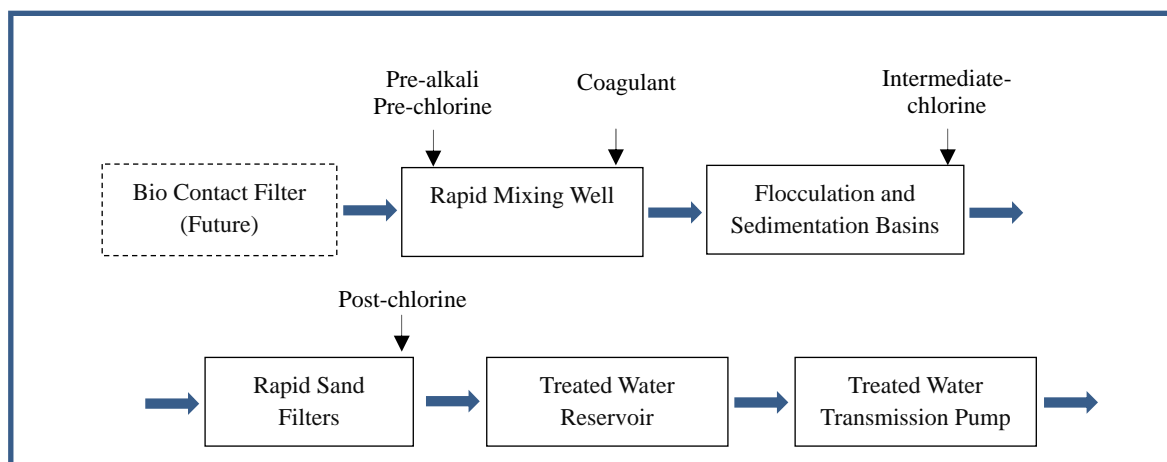 Pre-alkali
Pre-chlorine
Coagulant
Intermediate-
chlorine
Bio Contact Filter
(Future)
Rapid Mixing Well
Flocculation and
Sedimentation Basins
Post-chlorine
Rapid Sand
Filters
Treated Water
Reservoir
Treated Water
Transmission Pump